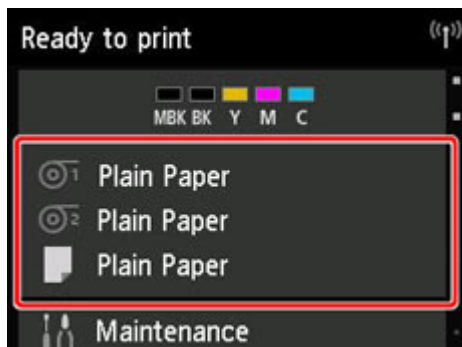 Ready to print
MBK BK Y M C
1 Plain Paper
2 Plain Paper
Plain Paper
Maintenance